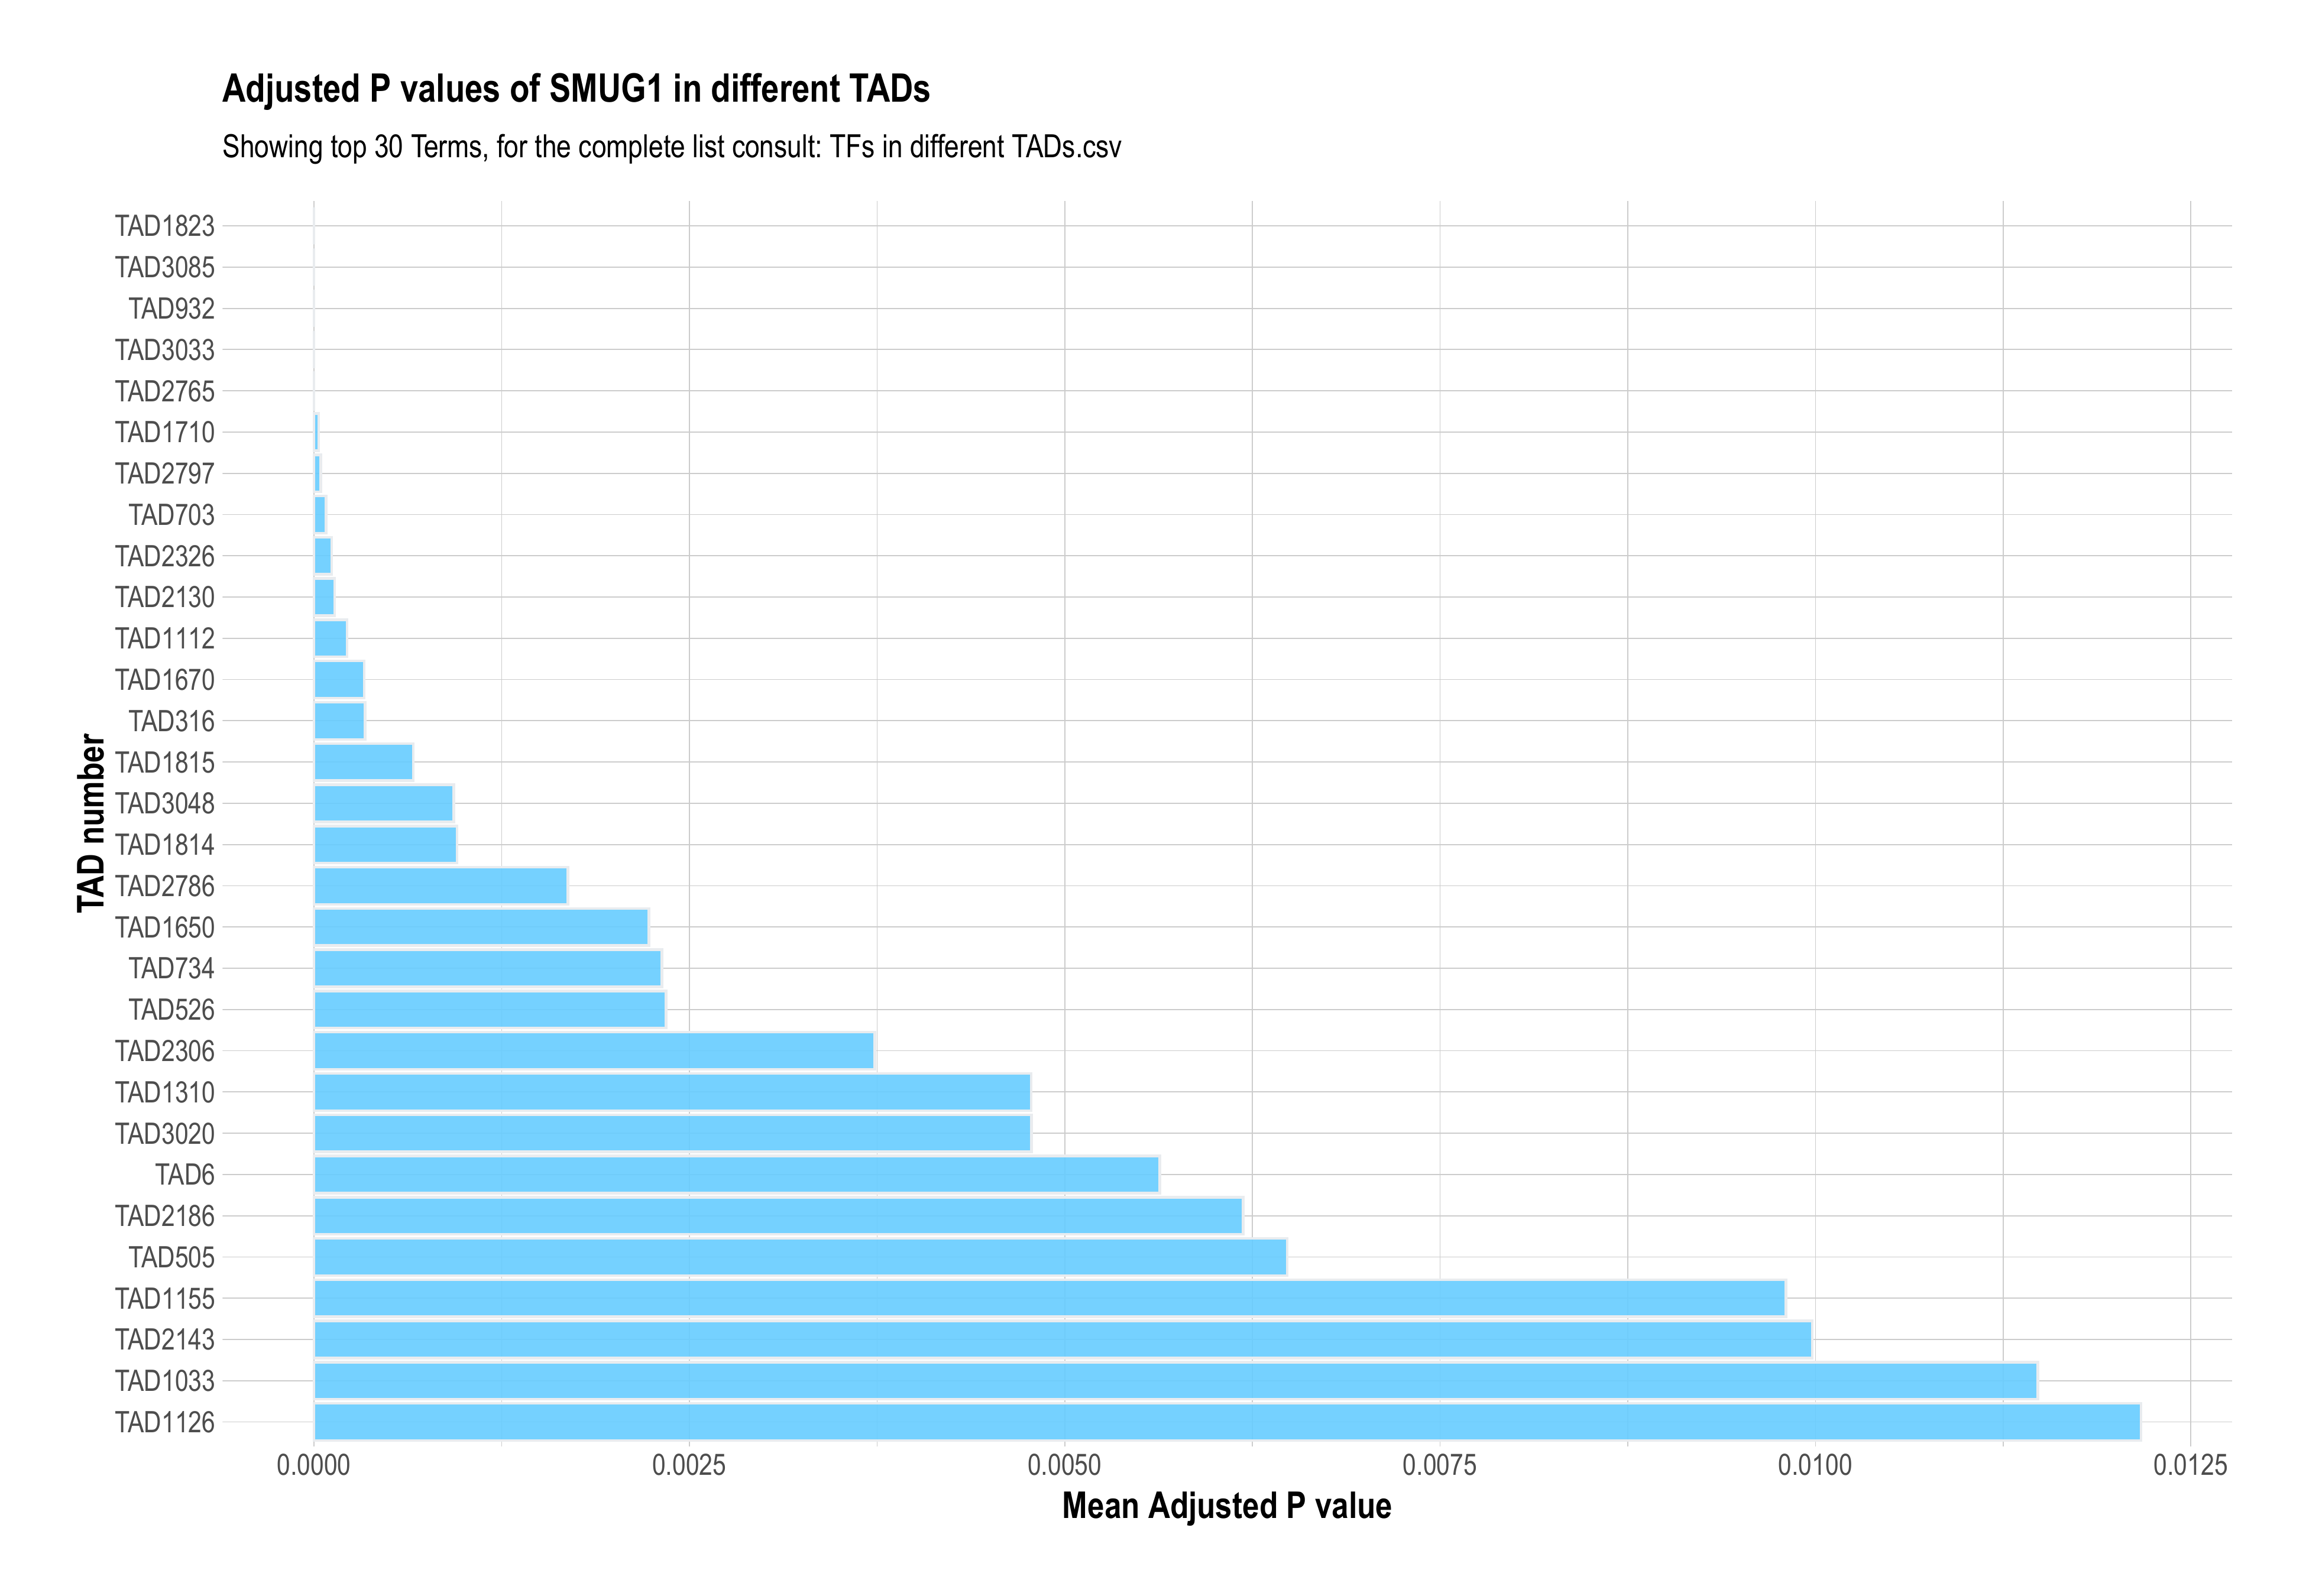 Adjusted P values of SMUG1 in different TADs
Showing top 30 Terms, for the complete list consult: TFs in different TADs.csv
TAD number
TAD1823
TAD3085
TAD932
TAD3033
TAD2765
TAD1710
TAD2797
TAD703
TAD2326
TAD2130
TAD1112
TAD1670
TAD316
TAD1815
TAD3048
TAD1814
TAD2786
TAD1650
TAD734
TAD526
TAD2306
TAD1310
TAD3020
TAD6
TAD2186
TAD505
TAD1155
TAD2143
TAD1033
TAD1126
0.0000 0.0025 0.0050 0.0075 0.0100 0.0125
Mean Adjusted P value